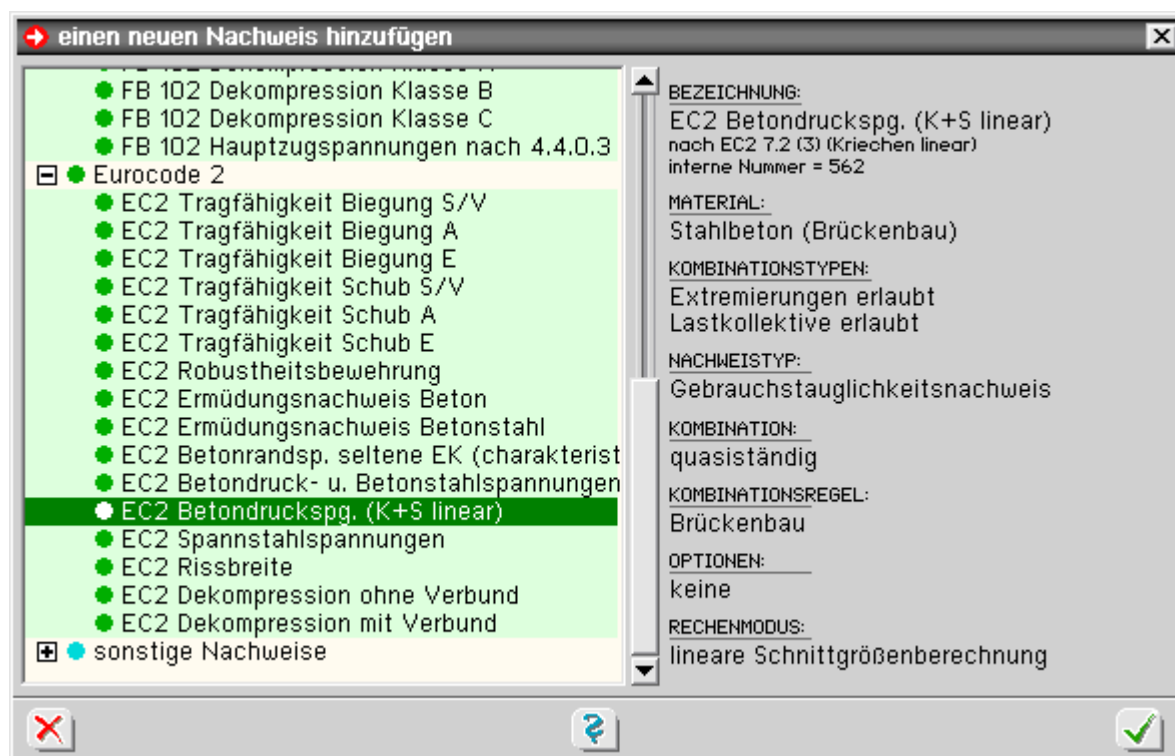 einen neuen Nachweis hinzufügen
FB 102 Dekompression Klasse B
FB 102 Dekompression Klasse C
FB 102 Hauptzugspannungen nach 4.4.0.3
Eurocode 2
EC2 Tragfähigkeit Biegung S/V
EC2 Tragfähigkeit Biegung A
EC2 Tragfähigkeit Biegung E
EC2 Tragfähigkeit Schub S/V
EC2 Tragfähigkeit Schub A
EC2 Tragfähigkeit Schub E
EC2 Robustheitsbewehrung
EC2 Ermüdungsnachweis Beton
EC2 Ermüdungsnachweis Betonstahl
EC2 Betonrandsp. seltene EK (charakterist
EC2 Betondruck- u. Betonstahlspannungen
EC2 Betondruckspg. (K+S linear)
EC2 Spannstahlspannungen
EC2 Rissbreite
EC2 Dekompression ohne Verbund
EC2 Dekompression mit Verbund
sonstige Nachweise
BEZEICHNUNG:
EC2 Betondruckspg. (K+S linear)
nach EC2 7.2 (3) (Kriechen linear)
interne Nummer = 562
MATERIAL:
Stahlbeton (Brückenbau)
KOMBINATIONSTYPEN:
Extremierungen erlaubt
Lastkollektive erlaubt
NACHWEISTYP:
Gebrauchstauglichkeitsnachweis
KOMBINATION:
quasiständig
KOMBINATIONSREGEL:
Brückenbau
OPTIONEN:
keine
RECHENMODUS:
lineare Schnittgrößenberechnung